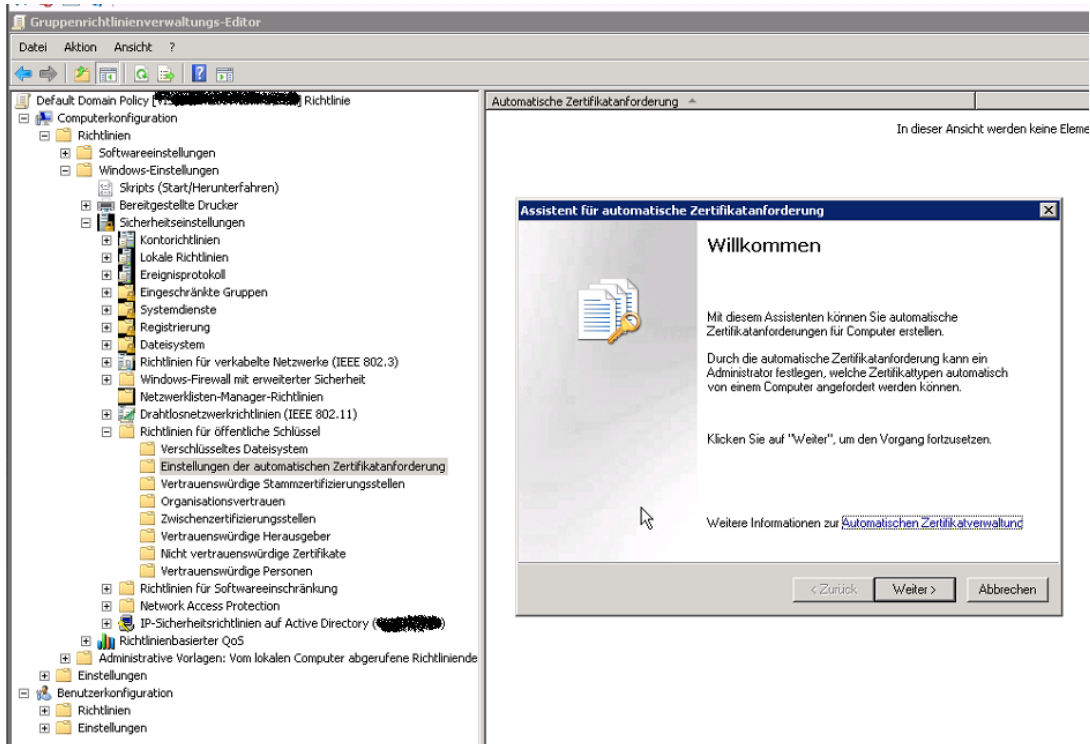 Gruppenrichtlinienverwaltungs-Editor
Datei Aktion Ansicht ?
Default Domain Policy [ ] Richtlinie
Computerkonfiguration
Richtlinien
Softwareeinstellungen
Windows-Einstellungen
Skripts (Start/Herunterfahren)
Bereitgestellte Drucker
Sicherheitseinstellungen
Kontorichtlinien
Lokale Richtlinien
Ereignisprotokoll
Eingeschränkte Gruppen
Systemdienste
Registrierung
Dateisystem
Richtlinien für verkabelte Netzwerke (IEEE 802.3)
Windows-Firewall mit erweiterter Sicherheit
Netzwerklisten-Manager-Richtlinien
Drahtlosnetzwerkrichtlinien (IEEE 802.11)
Richtlinien für öffentliche Schlüssel
Verschlüsseltes Dateisystem
Einstellungen der automatischen Zertifikatanforderung
Vertrauenswürdige Stammzertifizierungsstellen
Organisationsvertrauen
Zwischenzertifizierungsstellen
Vertrauenswürdige Herausgeber
Nicht vertrauenswürdige Zertifikate
Vertrauenswürdige Personen
Richtlinien für Softwareeinschränkung
Network Access Protection
IP-Sicherheitsrichtlinien auf Active Directory ( )
Richtlinienbasierter QoS
Administrative Vorlagen: Vom lokalen Computer abgerufene Richtliniende
Einstellungen
Benutzerkonfiguration
Richtlinien
Einstellungen
Automatische Zertifikatanforderung
In dieser Ansicht werden keine Eleme
Assistent für automatische Zertifikatanforderung
Willkommen
Mit diesem Assistenten können Sie automatische
Zertifikatanforderungen für Computer erstellen.
Durch die automatische Zertifikatanforderung kann ein
Administrator festlegen, welche Zertifikattypen automatisch
von einem Computer angefordert werden können.
Klicken Sie auf "Weiter", um den Vorgang fortzusetzen.
Weitere Informationen zur Automatischen Zertifikatverwaltung
< Zurück Weiter > Abbrechen